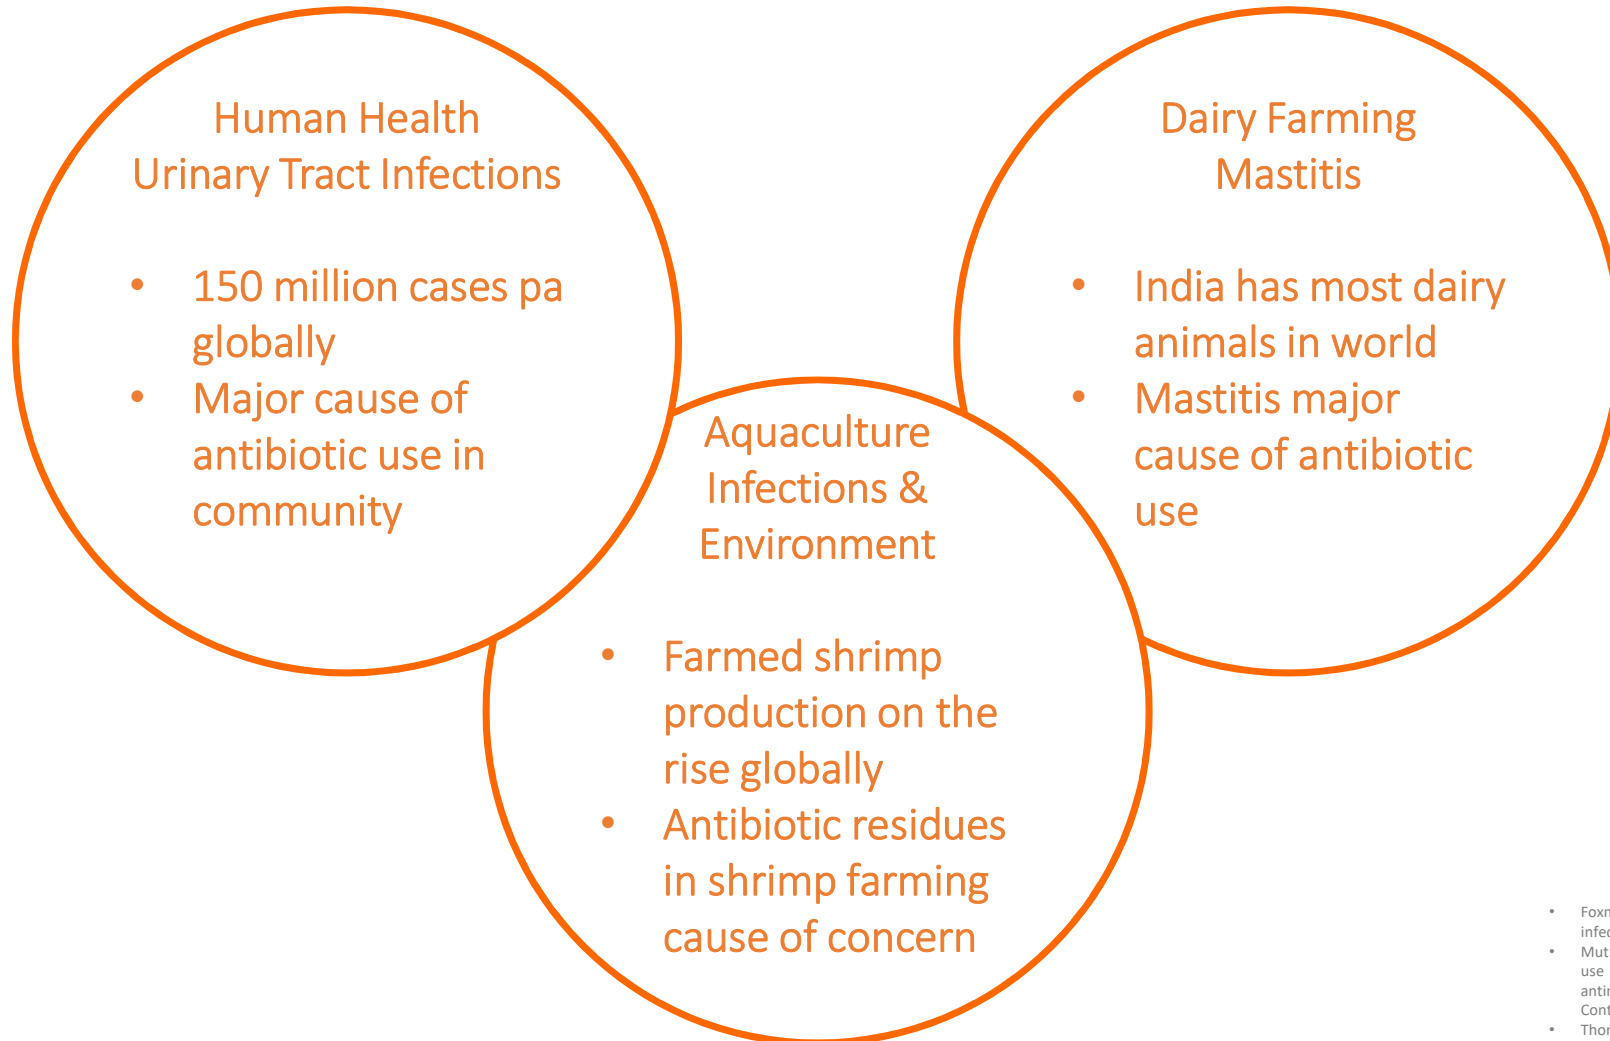 Human Health
Urinary Tract Infections
• 150 million cases pa
globally
• Major cause of
antibiotic use in
community
Dairy Farming
Mastitis
• India has most dairy
animals in world
• Mastitis major
cause of antibiotic
use
Aquaculture
Infections &
Environment
• Farmed shrimp
production on the
rise globally
• Antibiotic residues
in shrimp farming
cause of concern
•
•
use
•